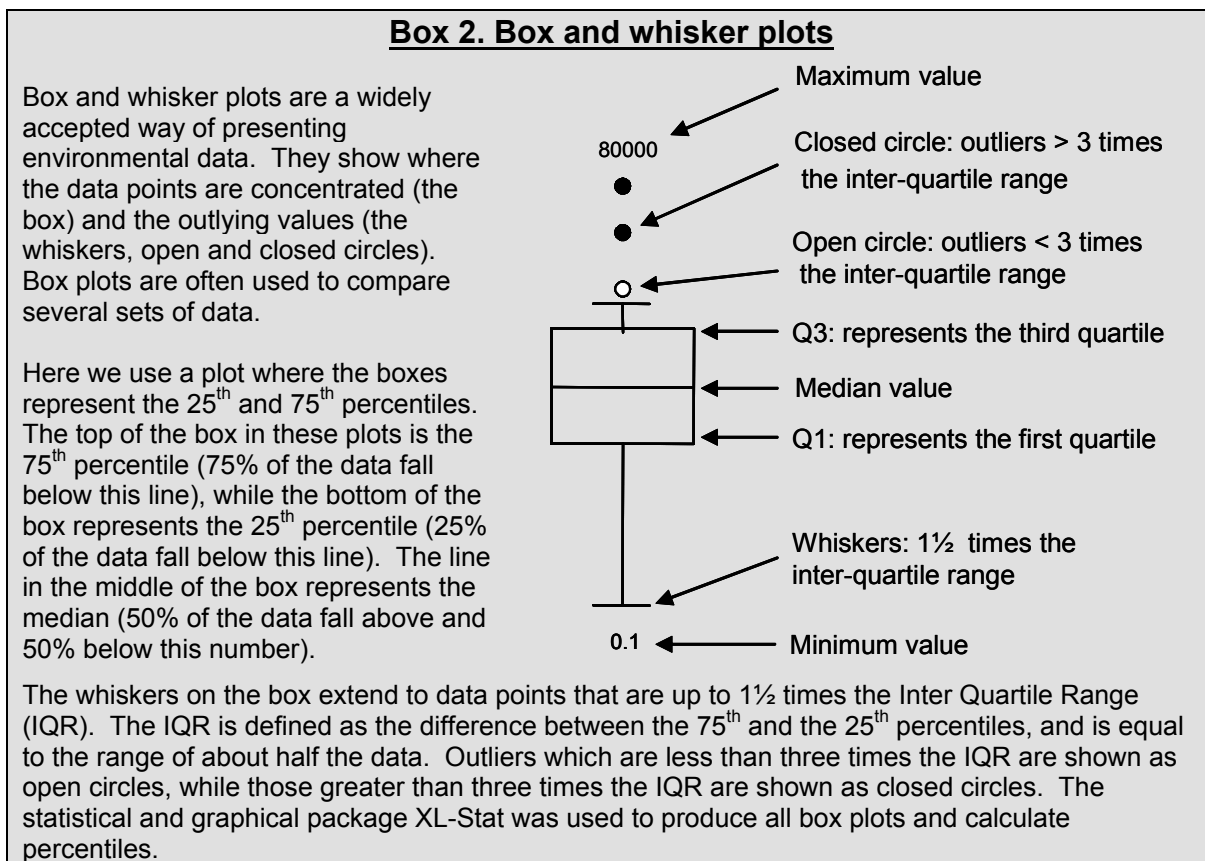 Box 2. Box and whisker plots
Box and whisker plots are a widely
accepted way of presenting
environmental data.  They show where
the data points are concentrated (the
box) and the outlying values (the
whiskers, open and closed circles).
Box plots are often used to compare
several sets of data.
Here we use a plot where the boxes
represent the 25th and 75th percentiles.
The top of the box in these plots is the
75th percentile (75% of the data fall
below this line), while the bottom of the
box represents the 25th percentile (25%
of the data fall below this line).  The line
in the middle of the box represents the
median (50% of the data fall above and
50% below this number).
Maximum value
80000
Closed circle: outliers > 3 times
the inter-quartile range
Open circle: outliers < 3 times
the inter-quartile range
Q3: represents the third quartile
Median value
Q1: represents the first quartile
Whiskers: 1½ times the
inter-quartile range
0.1
Minimum value
The whiskers on the box extend to data points that are up to 1½ times the Inter Quartile Range
(IQR).  The IQR is defined as the difference between the 75th and the 25th percentiles, and is equal
to the range of about half the data.  Outliers which are less than three times the IQR are shown as
open circles, while those greater than three times the IQR are shown as closed circles.  The
statistical and graphical package XL-Stat was used to produce all box plots and calculate
percentiles.